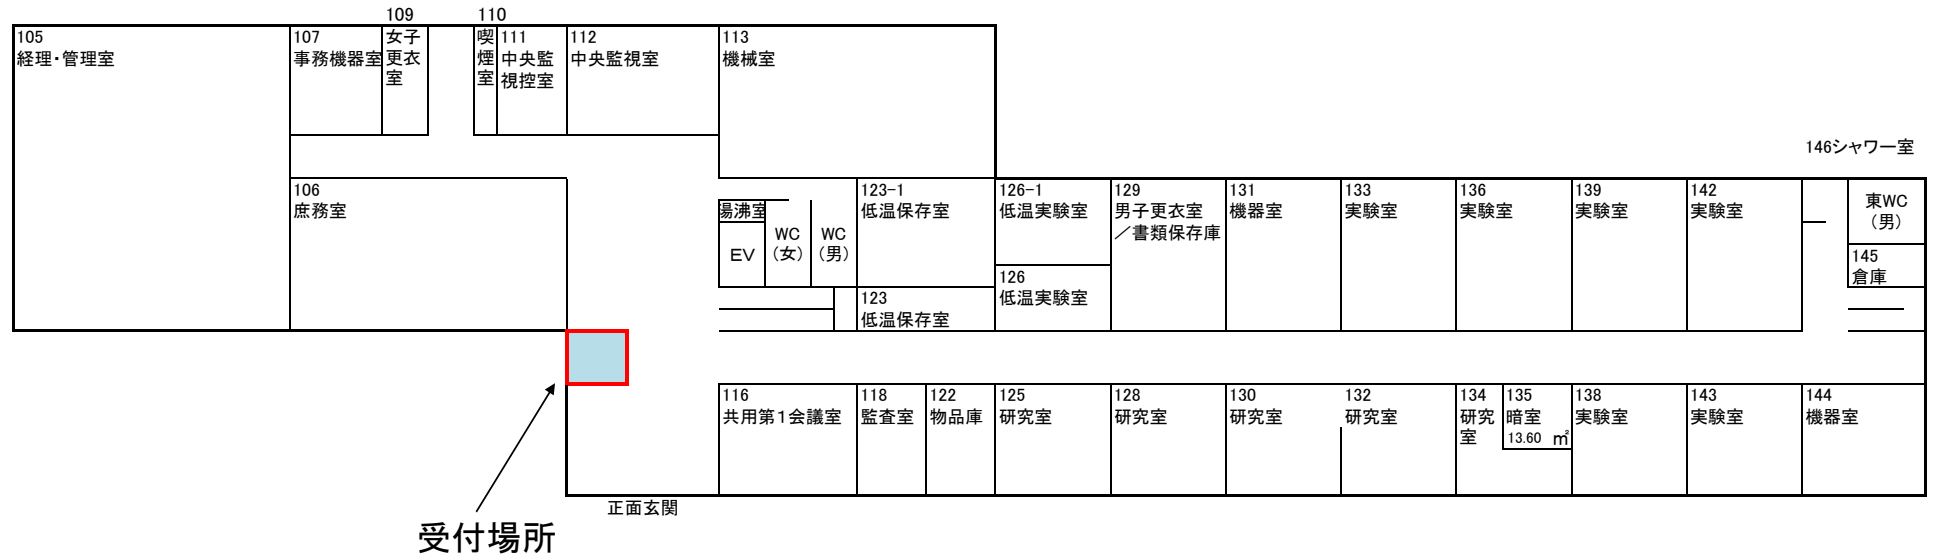 109
110
105
経理・管理室
107
事務機器室
女子
更衣
室
喫
煙
室
111
中央監
視控室
112
中央監視室
113
機械室
146シャワー室
106
庶務室
湯沸室
EV
WC
（女）
WC
（男）
123-1
低温保存室
123
低温保存室
126-1
低温実験室
126
低温実験室
129
男子更衣室
／書類保存庫
131
機器室
133
実験室
136
実験室
139
実験室
142
実験室
東WC
（男）
145
倉庫
116
共用第１会議室
118
監査室
122
物品庫
125
研究室
128
研究室
130
研究室
132
研究室
134
研究
室
135
暗室
13.60 ㎡
138
実験室
143
実験室
144
機器室
正面玄関
受付場所